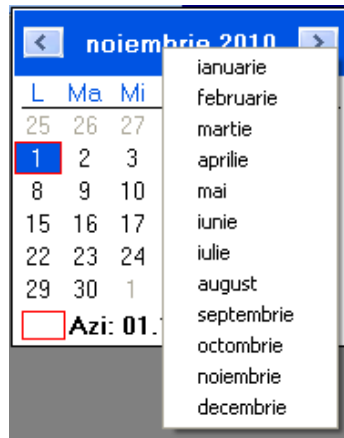 noiembrie 2010
L Ma Mi
25 26 27
1 2 3
8 9 10
15 16 17
22 23 24
29 30 1
Azi: 01.
ianuarie
februarie
martie
aprilie
mai
iunie
iulie
august
septembrie
octombrie
noiembrie
decembrie